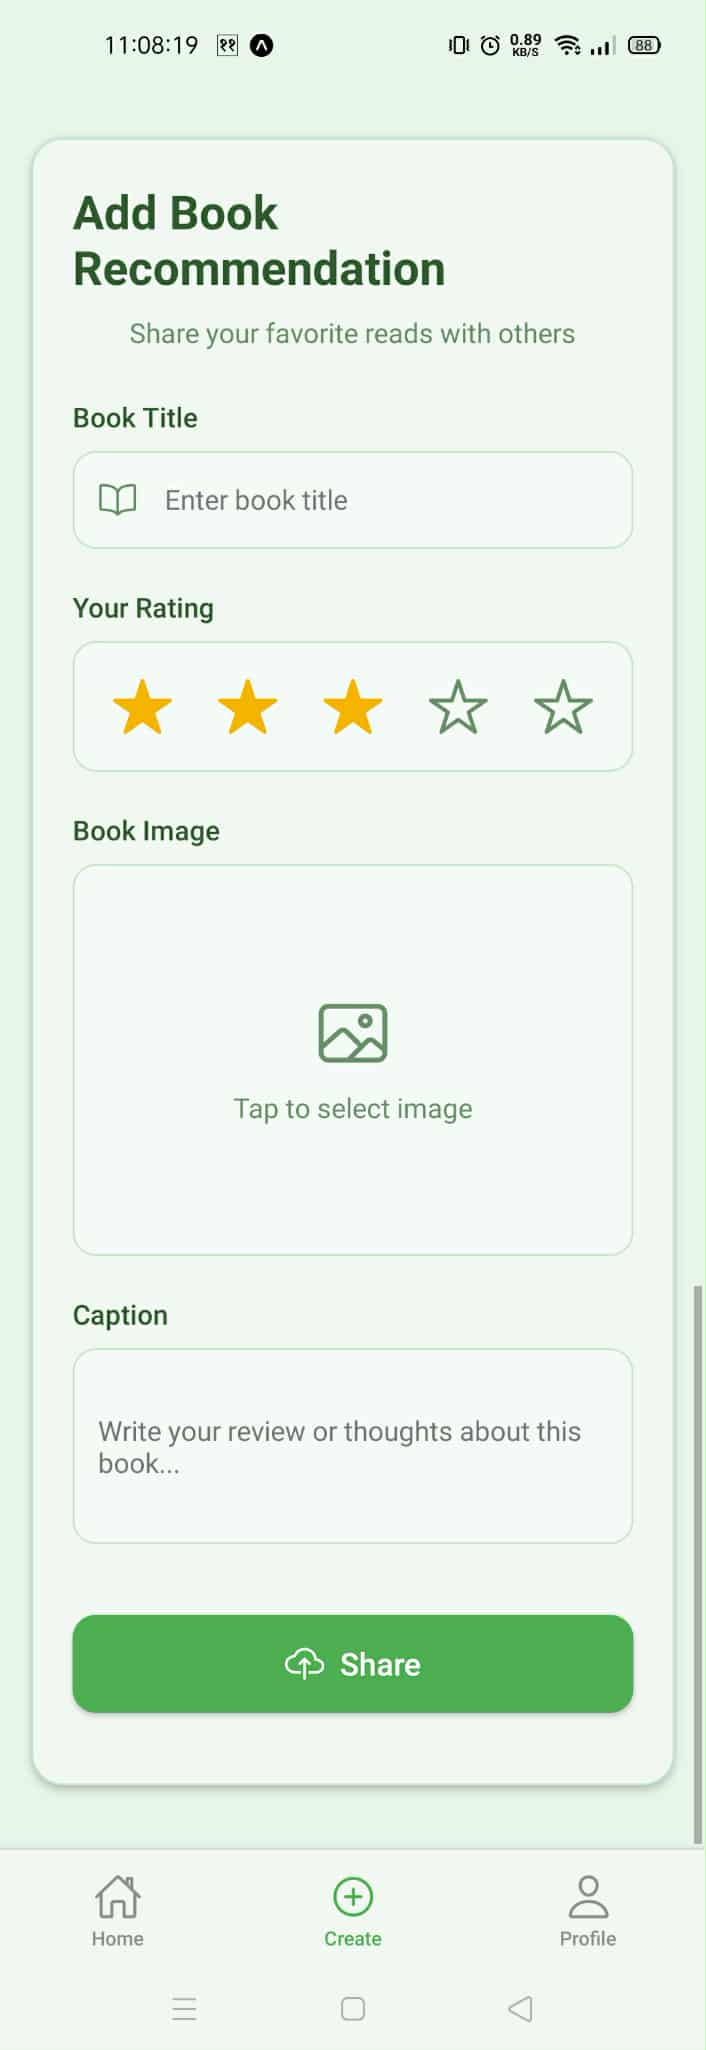 11:08:19 ११ 0.89
KB/S 88
Add Book
Recommendation
Share your favorite reads with others
Book Title
Enter book title
Your Rating
Book Image
Tap to select image
Caption
Write your review or thoughts about this
book...
Share
Home Create Profile